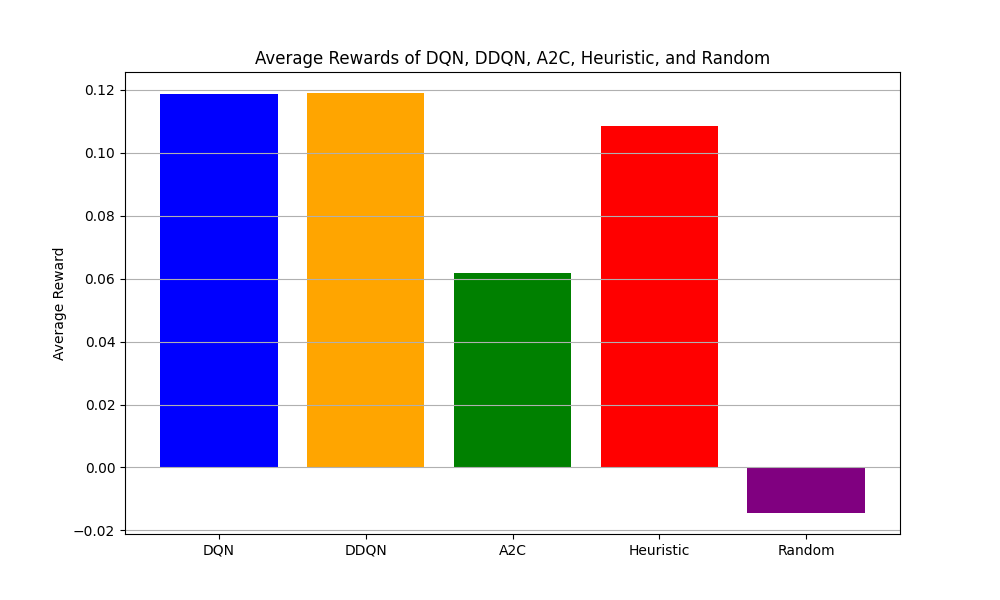 Average Rewards of DQN, DDQN, A2C, Heuristic, and Random
0.12
0.10
0.08
0.06
0.04
0.02
0.00
−0.02
Average Reward
DQN DDQN A2C Heuristic Random